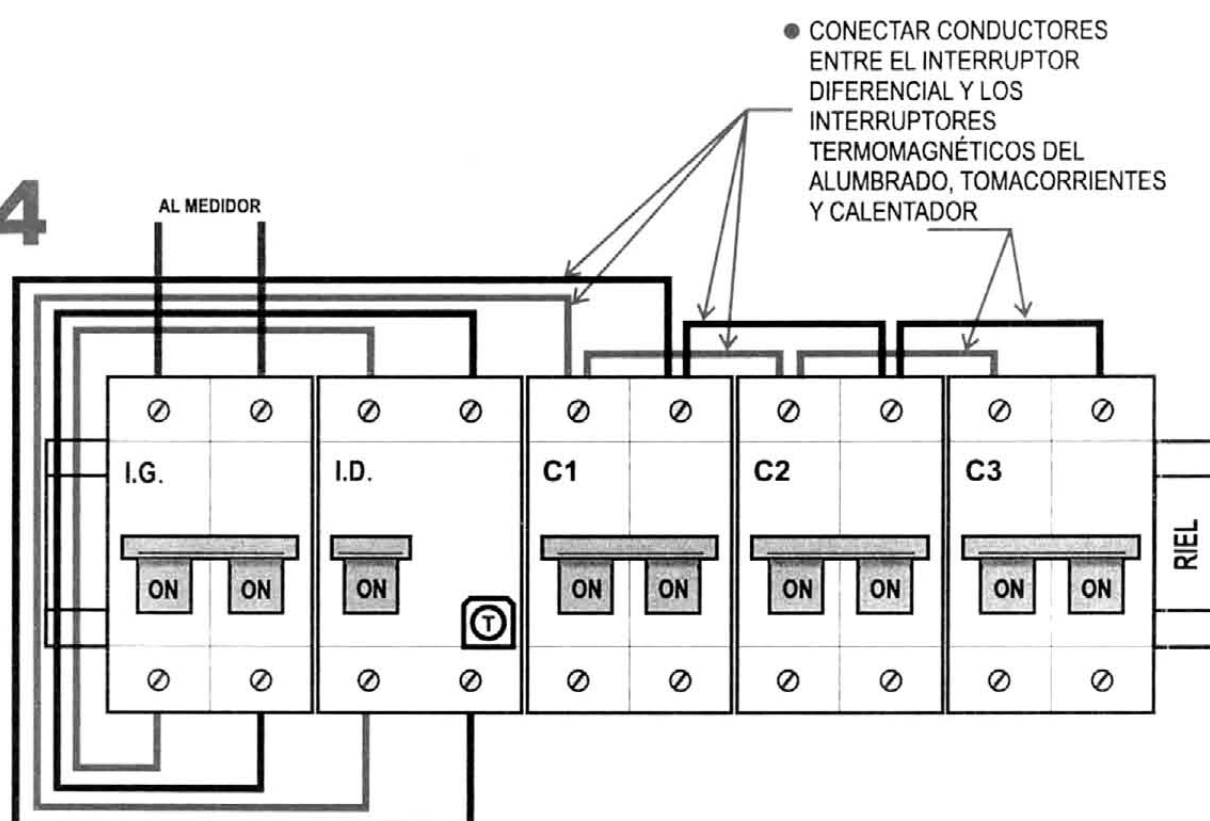 ● CONECTAR CONDUCTORES
ENTRE EL INTERRUPTOR
DIFERENCIAL Y LOS
INTERRUPTORES
TERMOMAGNÉTICOS DEL
ALUMBRADO, TOMACORRIENTES
Y CALENTADOR
4
AL MEDIDOR
I.G.
I.D.
C1
C2
C3
ON ON ON ON ON ON ON ON ON
T
RIEL